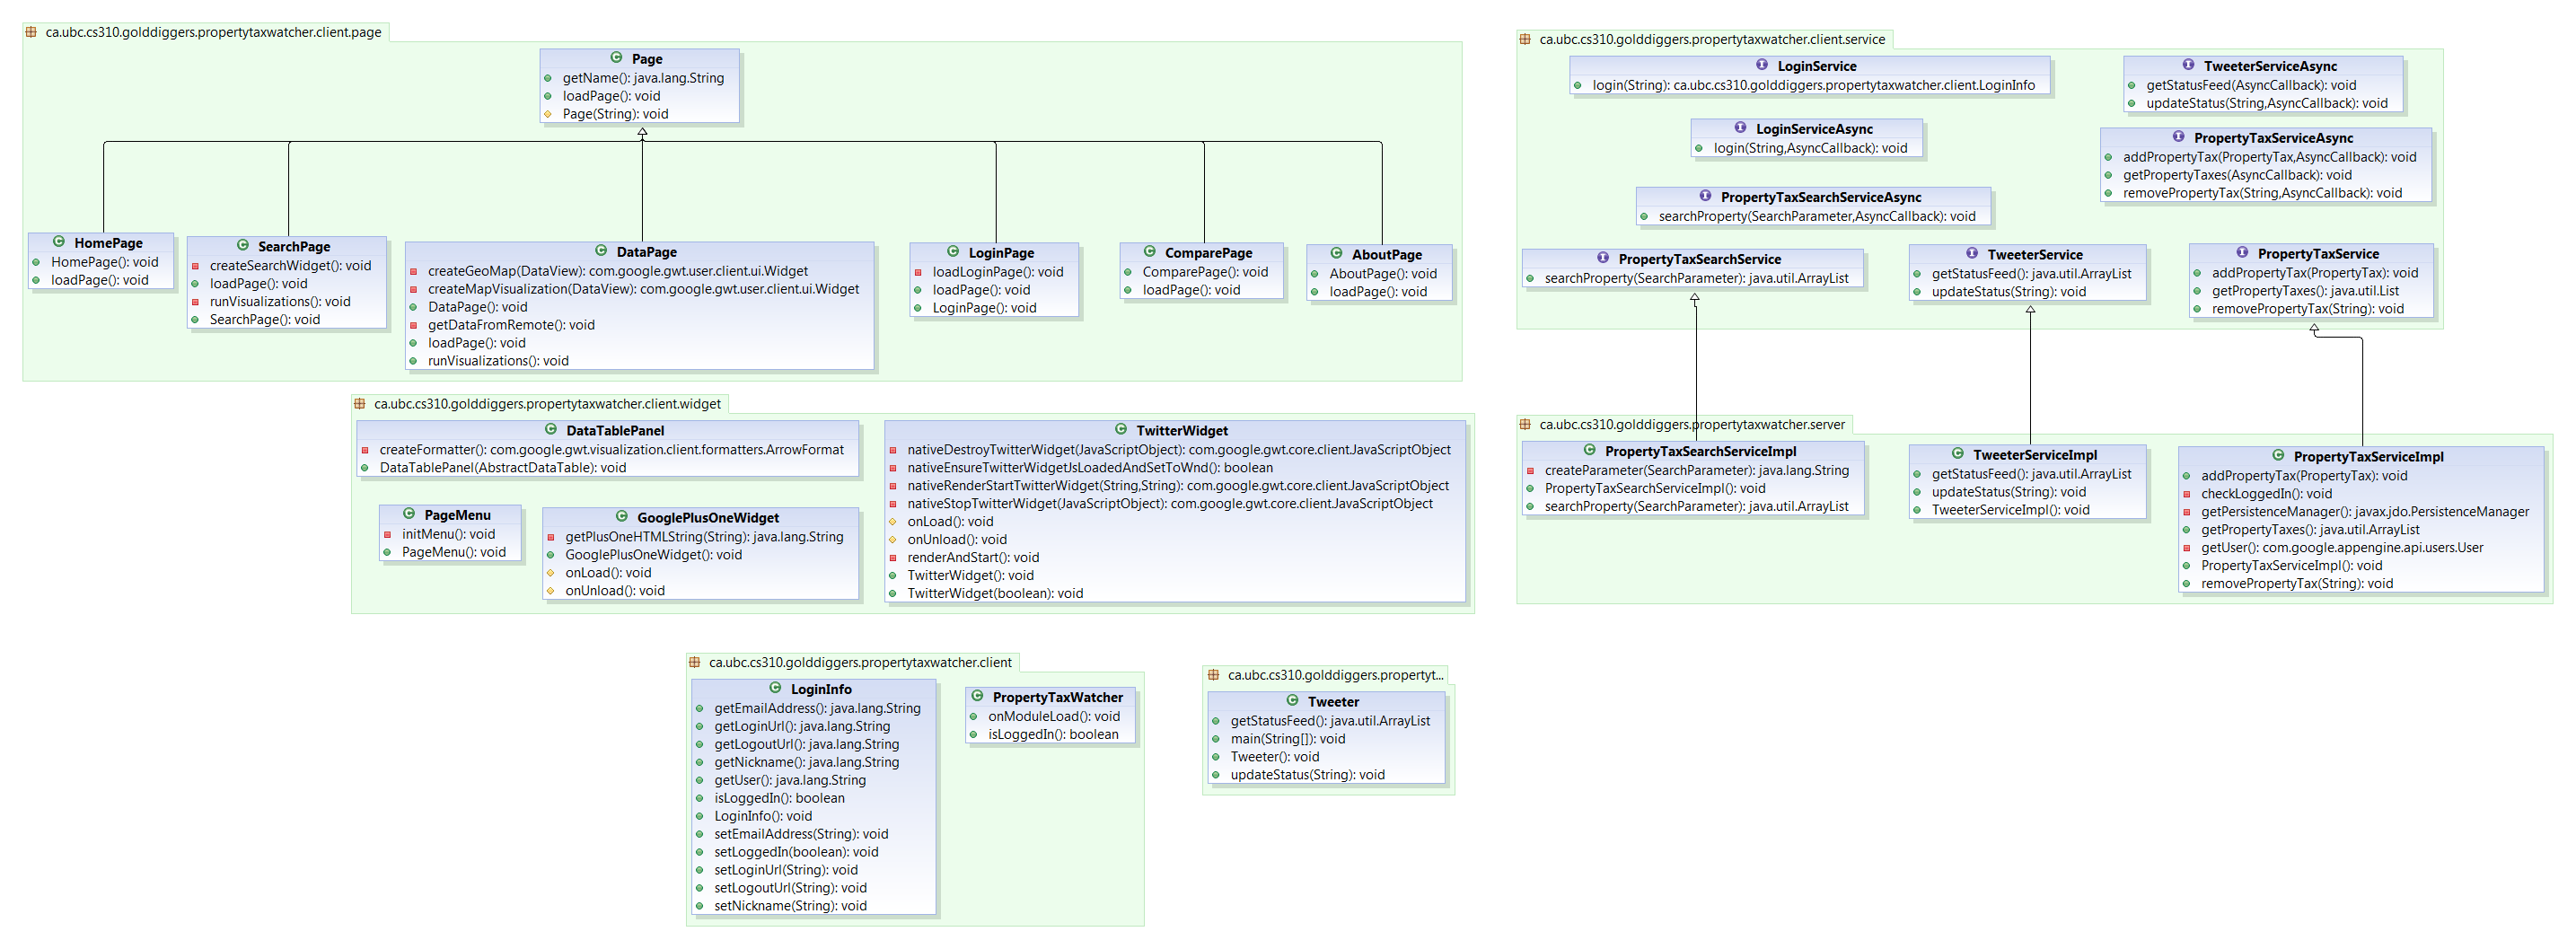 ca.ubc.cs310.golddiggers.propertytaxwatcher.client.page
Page
getName(): java.lang.String
loadPage(): void
Page(String): void
HomePage
HomePage(): void
loadPage(): void
SearchPage
createSearchWidget(): void
loadPage(): void
runVisualizations(): void
SearchPage(): void
DataPage
createGeoMap(DataView): com.google.gwt.user.client.ui.Widget
createMapVisualization(DataView): com.google.gwt.user.client.ui.Widget
DataPage(): void
getDataFromRemote(): void
loadPage(): void
runVisualizations(): void
LoginPage
loadLoginPage(): void
loadPage(): void
LoginPage(): void
ComparePage
ComparePage(): void
loadPage(): void
AboutPage
AboutPage(): void
loadPage(): void
ca.ubc.cs310.golddiggers.propertytaxwatcher.client.service
LoginService
login(String): ca.ubc.cs310.golddiggers.propertytaxwatcher.client.LoginInfo
TweeterServiceAsync
getStatusFeed(AsyncCallback): void
updateStatus(String,AsyncCallback): void
LoginServiceAsync
login(String,AsyncCallback): void
PropertyTaxServiceAsync
addPropertyTax(PropertyTax,AsyncCallback): void
getPropertyTaxes(AsyncCallback): void
removePropertyTax(String,AsyncCallback): void
PropertyTaxSearchServiceAsync
searchProperty(SearchParameter,AsyncCallback): void
PropertyTaxSearchService
searchProperty(SearchParameter): java.util.ArrayList
TweeterService
getStatusFeed(): java.util.ArrayList
updateStatus(String): void
PropertyTaxService
addPropertyTax(PropertyTax): void
getPropertyTaxes(): java.util.List
removePropertyTax(String): void
ca.ubc.cs310.golddiggers.propertytaxwatcher.client.widget
DataTablePanel
createFormatter(): com.google.gwt.visualization.client.formatters.ArrowFormat
DataTablePanel(AbstractDataTable): void
TwitterWidget
nativeDestroyTwitterWidget(JavaScriptObject): com.google.gwt.core.client.JavaScriptObject
nativeEnsureTwitterWidgetJsLoadedAndSetToWnd(): boolean
nativeRenderStartTwitterWidget(String,String): com.google.gwt.core.client.JavaScriptObject
nativeStopTwitterWidget(JavaScriptObject): com.google.gwt.core.client.JavaScriptObject
onLoad(): void
onUnload(): void
renderAndStart(): void
TwitterWidget(): void
TwitterWidget(boolean): void
PageMenu
initMenu(): void
PageMenu(): void
GooglePlusOneWidget
getPlusOneHTMLString(String): java.lang.String
GooglePlusOneWidget(): void
onLoad(): void
onUnload(): void
ca.ubc.cs310.golddiggers.propertytaxwatcher.server
PropertyTaxSearchServiceImpl
createParameter(SearchParameter): java.lang.String
PropertyTaxSearchServiceImpl(): void
searchProperty(SearchParameter): java.util.ArrayList
TweeterServiceImpl
getStatusFeed(): java.util.ArrayList
updateStatus(String): void
TweeterServiceImpl(): void
PropertyTaxServiceImpl
addPropertyTax(PropertyTax): void
checkLoggedIn(): void
getPersistenceManager(): javax.jdo.PersistenceManager
getPropertyTaxes(): java.util.ArrayList
getUser(): com.google.appengine.api.users.User
PropertyTaxServiceImpl(): void
removePropertyTax(String): void
ca.ubc.cs310.golddiggers.propertytaxwatcher.client
LoginInfo
getEmailAddress(): java.lang.String
getLoginUrl(): java.lang.String
getLogoutUrl(): java.lang.String
getNickname(): java.lang.String
getUser(): java.lang.String
isLoggedIn(): boolean
LoginInfo(): void
setEmailAddress(String): void
setLoggedIn(boolean): void
setLoginUrl(String): void
setLogoutUrl(String): void
setNickname(String): void
PropertyTaxWatcher
onModuleLoad(): void
isLoggedIn(): boolean
ca.ubc.cs310.golddiggers.propertyt...
Tweeter
getStatusFeed(): java.util.ArrayList
main(String[]): void
Tweeter(): void
updateStatus(String): void